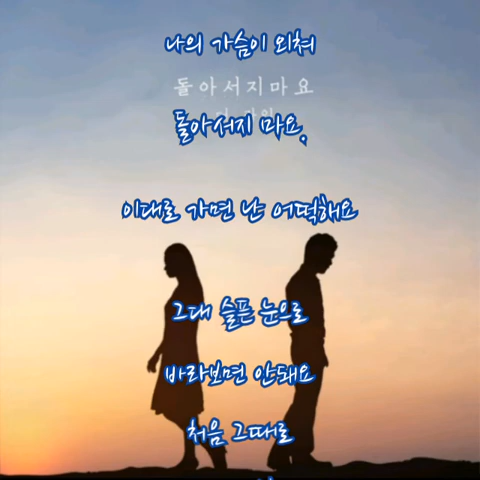 나의 가슴이 외쳐
돌아서지마요
돌아서지 마요,
이대로 가면 난 어떡해요
그대 슬픈 눈으로
바라보면 안돼요
처음 그때로